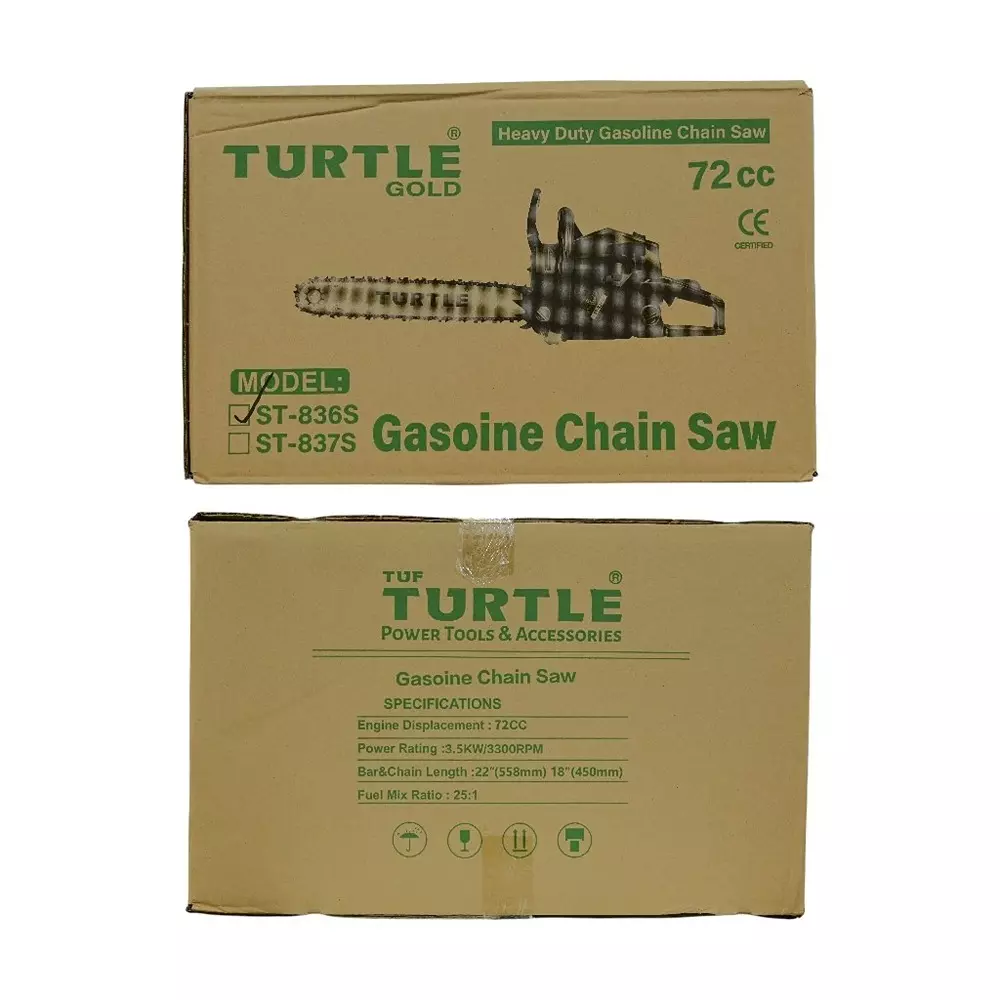 TURTLE®
GOLD
Heavy Duty Gasoline Chain Saw
72cc
CE
CERTIFIED
TURTLE
MODEL:
ST-836S
ST-837S
Gasoine Chain Saw
TUF
TURTLE®
POWER TOOLS & ACCESSORIES
Gasoine Chain Saw
SPECIFICATIONS
Engine Displacement : 72CC
Power Rating :3.5KW/3300RPM
Bar&Chain Length :22"(558mm) 18"(450mm)
Fuel Mix Ratio : 25:1